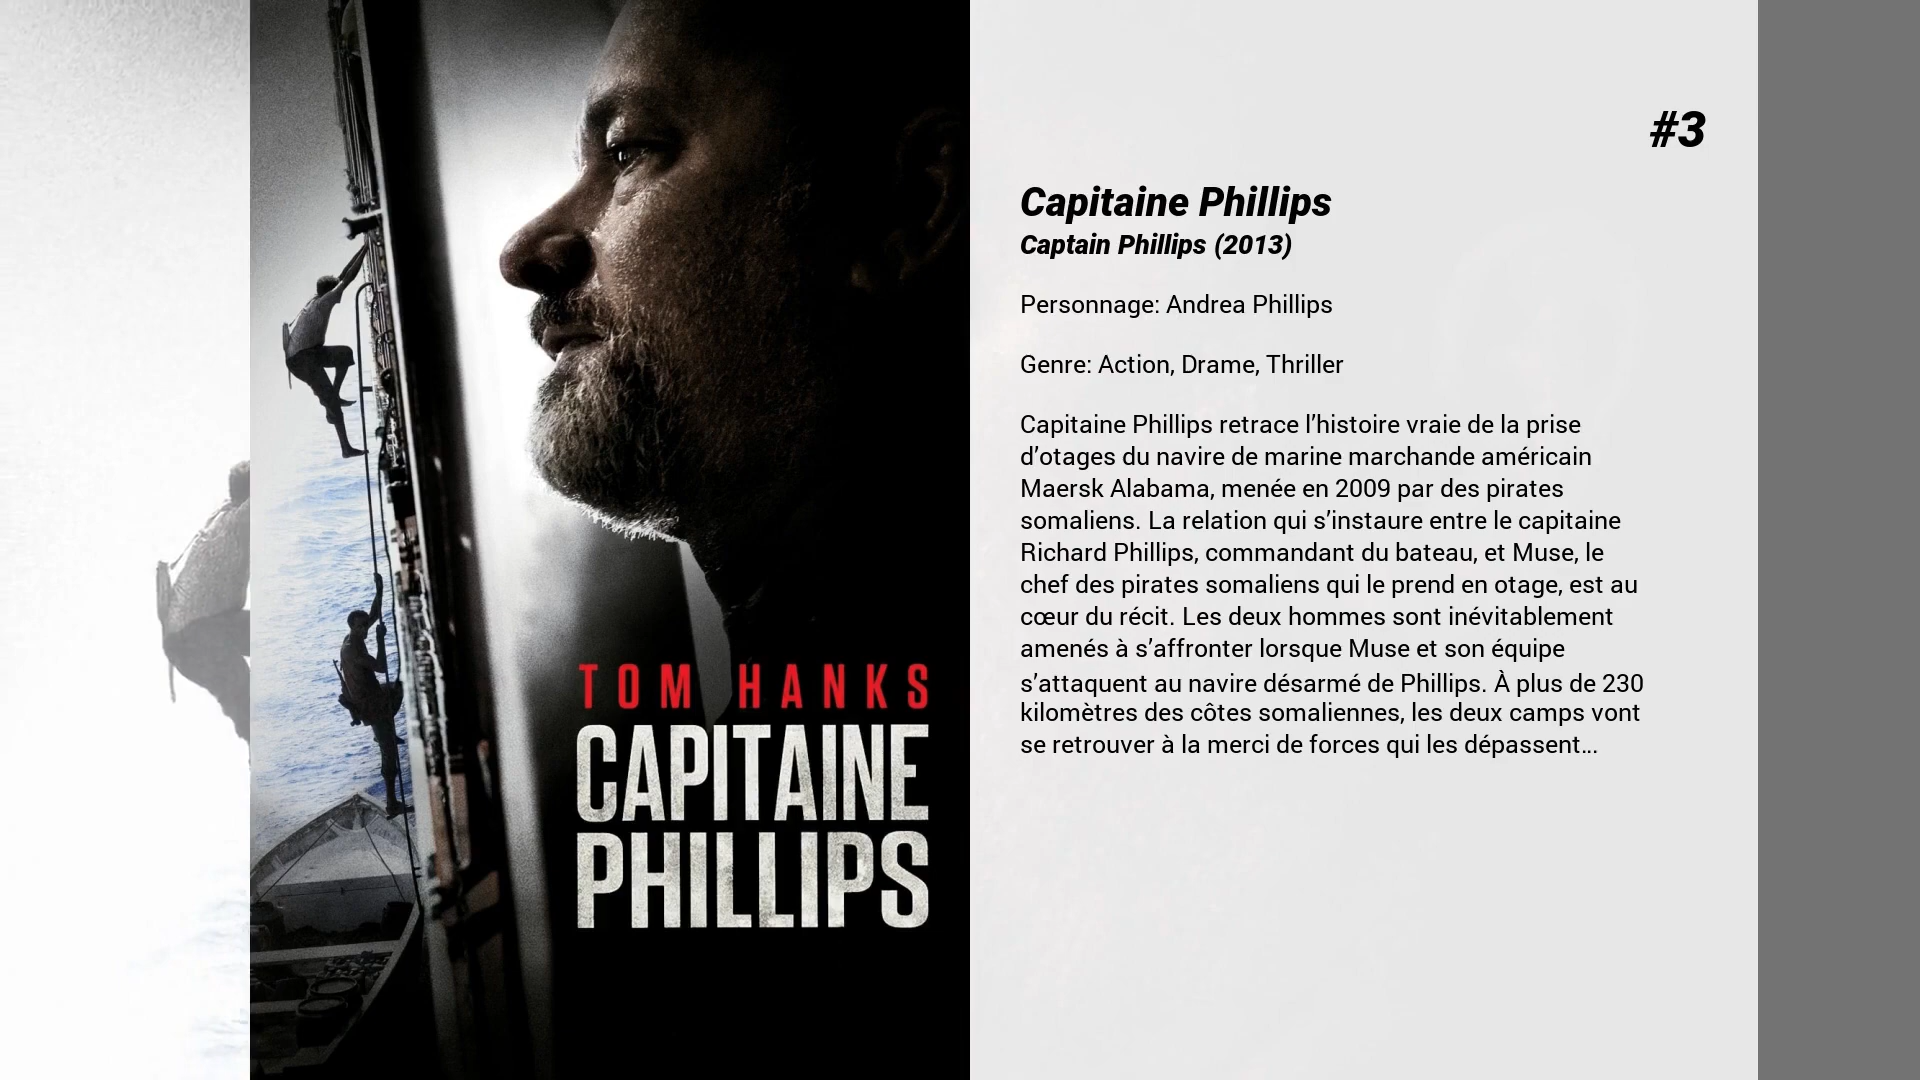 TOM HANKS
CAPITAINE
PHILLIPS
#3
Capitaine Phillips
Captain Phillips (2013)
Personnage: Andrea Phillips
Genre: Action, Drame, Thriller
Capitaine Phillips retrace l’histoire vraie de la prise
d’otages du navire de marine marchande américain
Maersk Alabama, menée en 2009 par des pirates
somaliens. La relation qui s’instaure entre le capitaine
Richard Phillips, commandant du bateau, et Muse, le
chef des pirates somaliens qui le prend en otage, est au
cœur du récit. Les deux hommes sont inévitablement
amenés à s’affronter lorsque Muse et son équipe
s’attaquent au navire désarmé de Phillips. À plus de 230
kilomètres des côtes somaliennes, les deux camps vont
se retrouver à la merci de forces qui les dépassent…